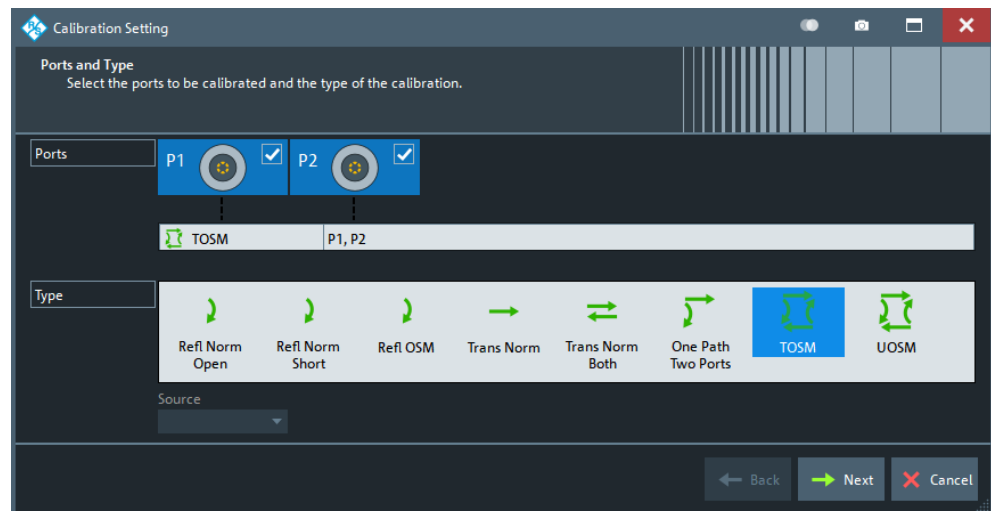 Calibration Setting
Ports and Type
Select the ports to be calibrated and the type of the calibration.
Ports
P1
P2
TOSM
P1, P2
Type
Refl Norm Open
Refl Norm Short
Refl OSM
Trans Norm
Trans Norm Both
One Path Two Ports
TOSM
UOSM
Source
Back
Next
Cancel